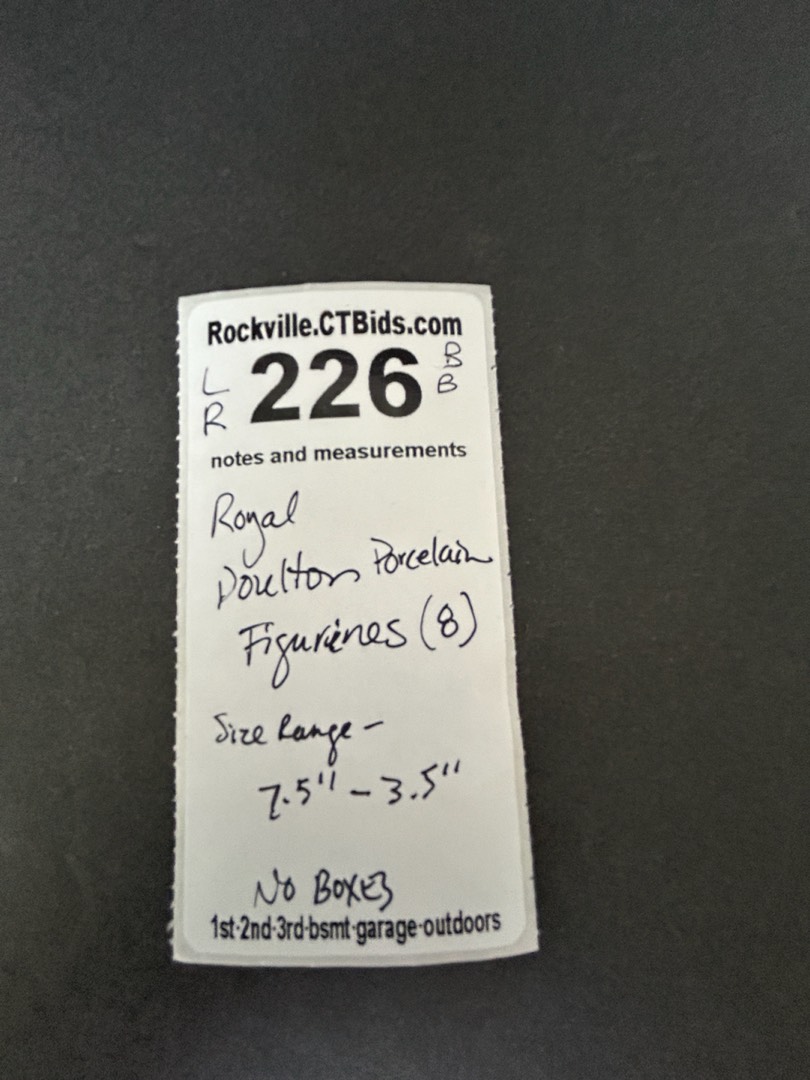 Rockville.CTBids.com
L 226 B
R B
notes and measurements
Royal
Doulton Porcelain
Figurines (8)
Size Range -
7.5" - 3.5"
No BOXES
1st-2nd-3rd-bsmt-garage-outdoors